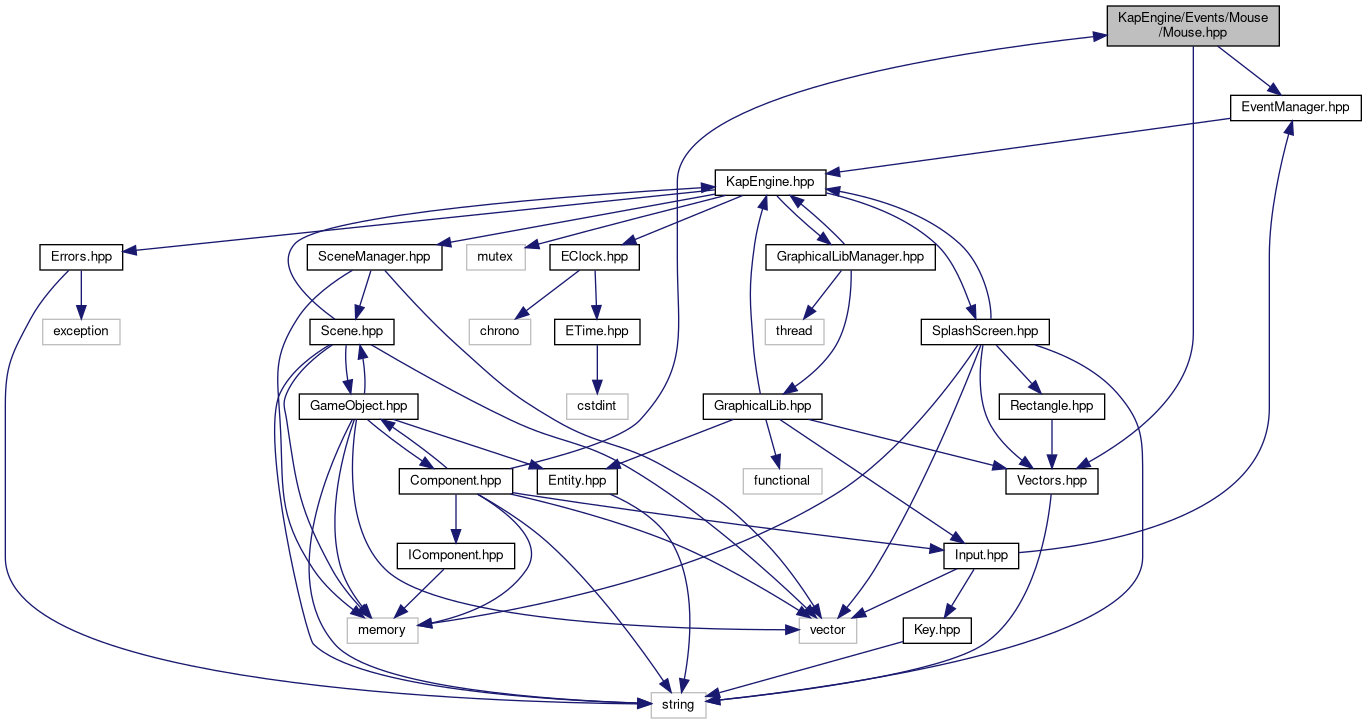 KapEngine/Events/Mouse
/Mouse.hpp
EventManager.hpp
KapEngine.hpp
Errors.hpp
SceneManager.hpp
mutex
EClock.hpp
GraphicalLibManager.hpp
exception
Scene.hpp
chrono
ETime.hpp
thread
SplashScreen.hpp
GameObject.hpp
cstdint
GraphicalLib.hpp
Rectangle.hpp
Component.hpp
Entity.hpp
functional
Vectors.hpp
IComponent.hpp
Input.hpp
memory
vector
Key.hpp
string